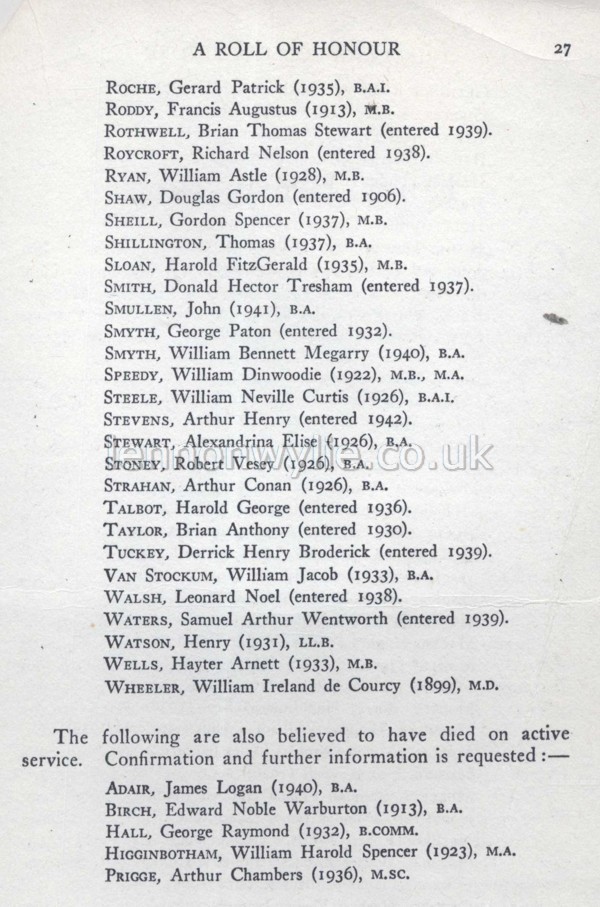 A ROLL OF HONOUR 27
ROCHE, Gerard Patrick (1935), B.A.I.
RODDY, Francis Augustus (1913), M.B.
ROTHWELL, Brian Thomas Stewart (entered 1939).
ROYCROFT, Richard Nelson (entered 1938).
RYAN, William Astle (1928), M.B.
SHAW, Douglas Gordon (entered 1906).
SHEILL, Gordon Spencer (1937), M.B.
SHILLINGTON, Thomas (1937), B.A.
SLOAN, Harold FitzGerald (1935), M.B.
SMITH, Donald Hector Tresham (entered 1937).
SMULLEN, John (1941), B.A.
SMYTH, George Paton (entered 1932).
SMYTH, William Bennett Megarry (1940), B.A.
SPEEDY, William Dinwoodie (1922), M.B., M.A.
STEELE, William Neville Curtis (1926), B.A.I.
STEVENS, Arthur Henry (entered 1942).
STEWART, Alexandrina Elise (1926), B.A.
lennonwylie.co.uk
STONEY, Robert Vesey (1926), B.A.
STRAHAN, Arthur Conan (1926), B.A.
TALBOT, Harold George (entered 1936).
TAYLOR, Brian Anthony (entered 1930).
TUCKEY, Derrick Henry Broderick (entered 1939).
VAN STOCKUM, William Jacob (1933), B.A.
WALSH, Leonard Noel (entered 1938).
WATERS, Samuel Arthur Wentworth (entered 1939).
WATSON, Henry (1931), LL.B.
WELLS, Hayter Arnett (1933), M.B.
WHEELER, William Ireland de Courcy (1899), M.D.
The following are also believed to have died on active
service. Confirmation and further information is requested :—
ADAIR, James Logan (1940), B.A.
BIRCH, Edward Noble Warburton (1913), B.A.
HALL, George Raymond (1932), B.COMM.
HIGGINBOTHAM, William Harold Spencer (1923), M.A.
PRIGGE, Arthur Chambers (1936), M.SC.